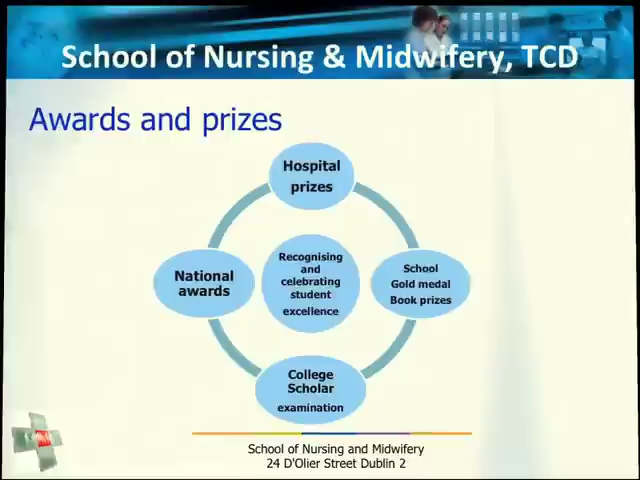 School of Nursing & Midwifery, TCD
Awards and prizes
Hospital
prizes
National
awards
Recognising
and
celebrating
student
excellence
School
Gold medal
Book prizes
College
Scholar
examination
School of Nursing and Midwifery
24 D'Olier Street Dublin 2